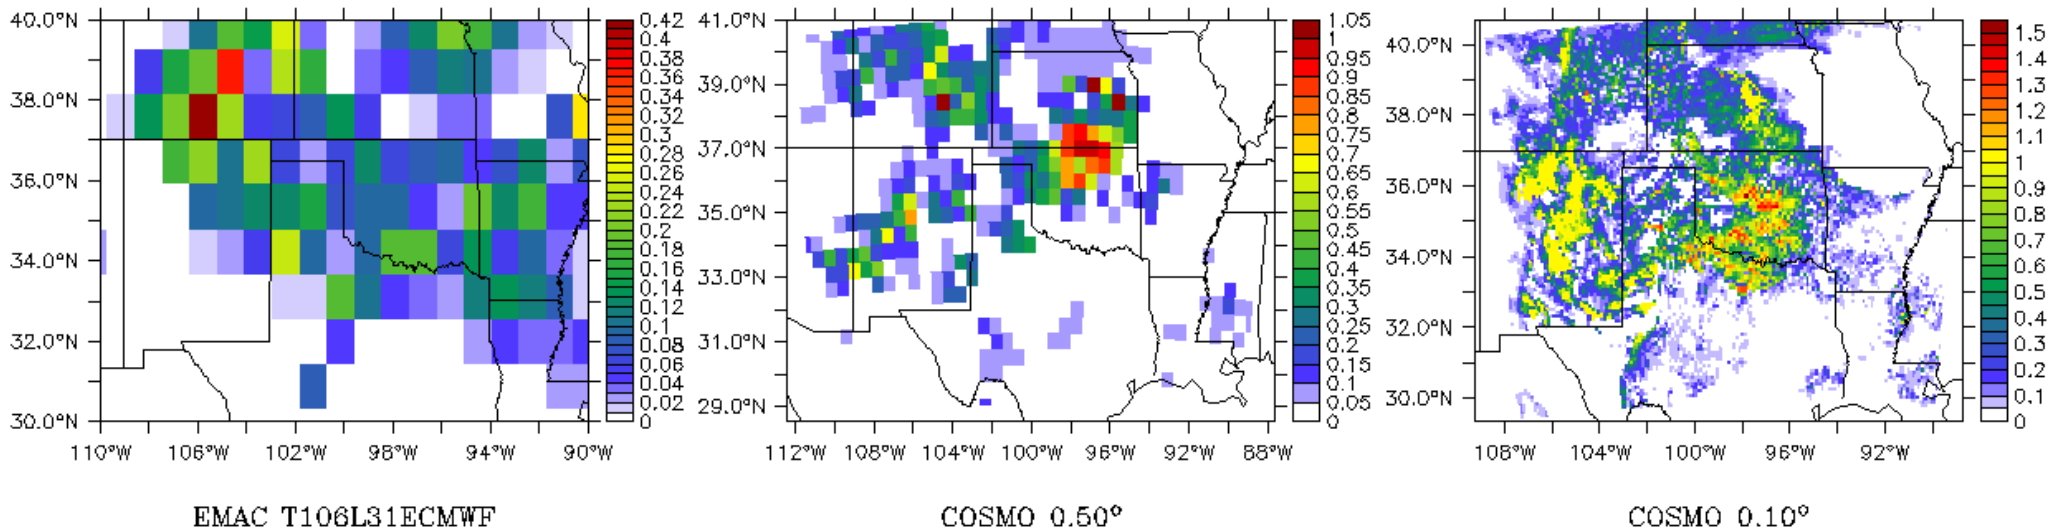 40.0°N
38.0°N
36.0°N
34.0°N
32.0°N
30.0°N
110°W 106°W 102°W 98°W 94°W 90°W
0.42
0.4
0.38
0.36
0.34
0.32
0.3
0.28
0.26
0.24
0.22
0.2
0.18
0.16
0.14
0.12
0.1
0.08
0.06
0.04
0.02
0
EMAC T106L31ECMWF
41.0°N
39.0°N
37.0°N
35.0°N
33.0°N
31.0°N
29.0°N
112°W 108°W 104°W 100°W 96°W 92°W 88°W
1.05
1
0.95
0.9
0.85
0.8
0.75
0.7
0.65
0.6
0.55
0.5
0.45
0.4
0.35
0.3
0.25
0.2
0.15
0.1
0.05
0
COSMO 0.50°
40.0°N
38.0°N
36.0°N
34.0°N
32.0°N
30.0°N
108°W 104°W 100°W 96°W 92°W
1.5
1.4
1.3
1.2
1.1
1
0.9
0.8
0.7
0.6
0.5
0.4
0.3
0.2
0.1
0
COSMO 0.10°